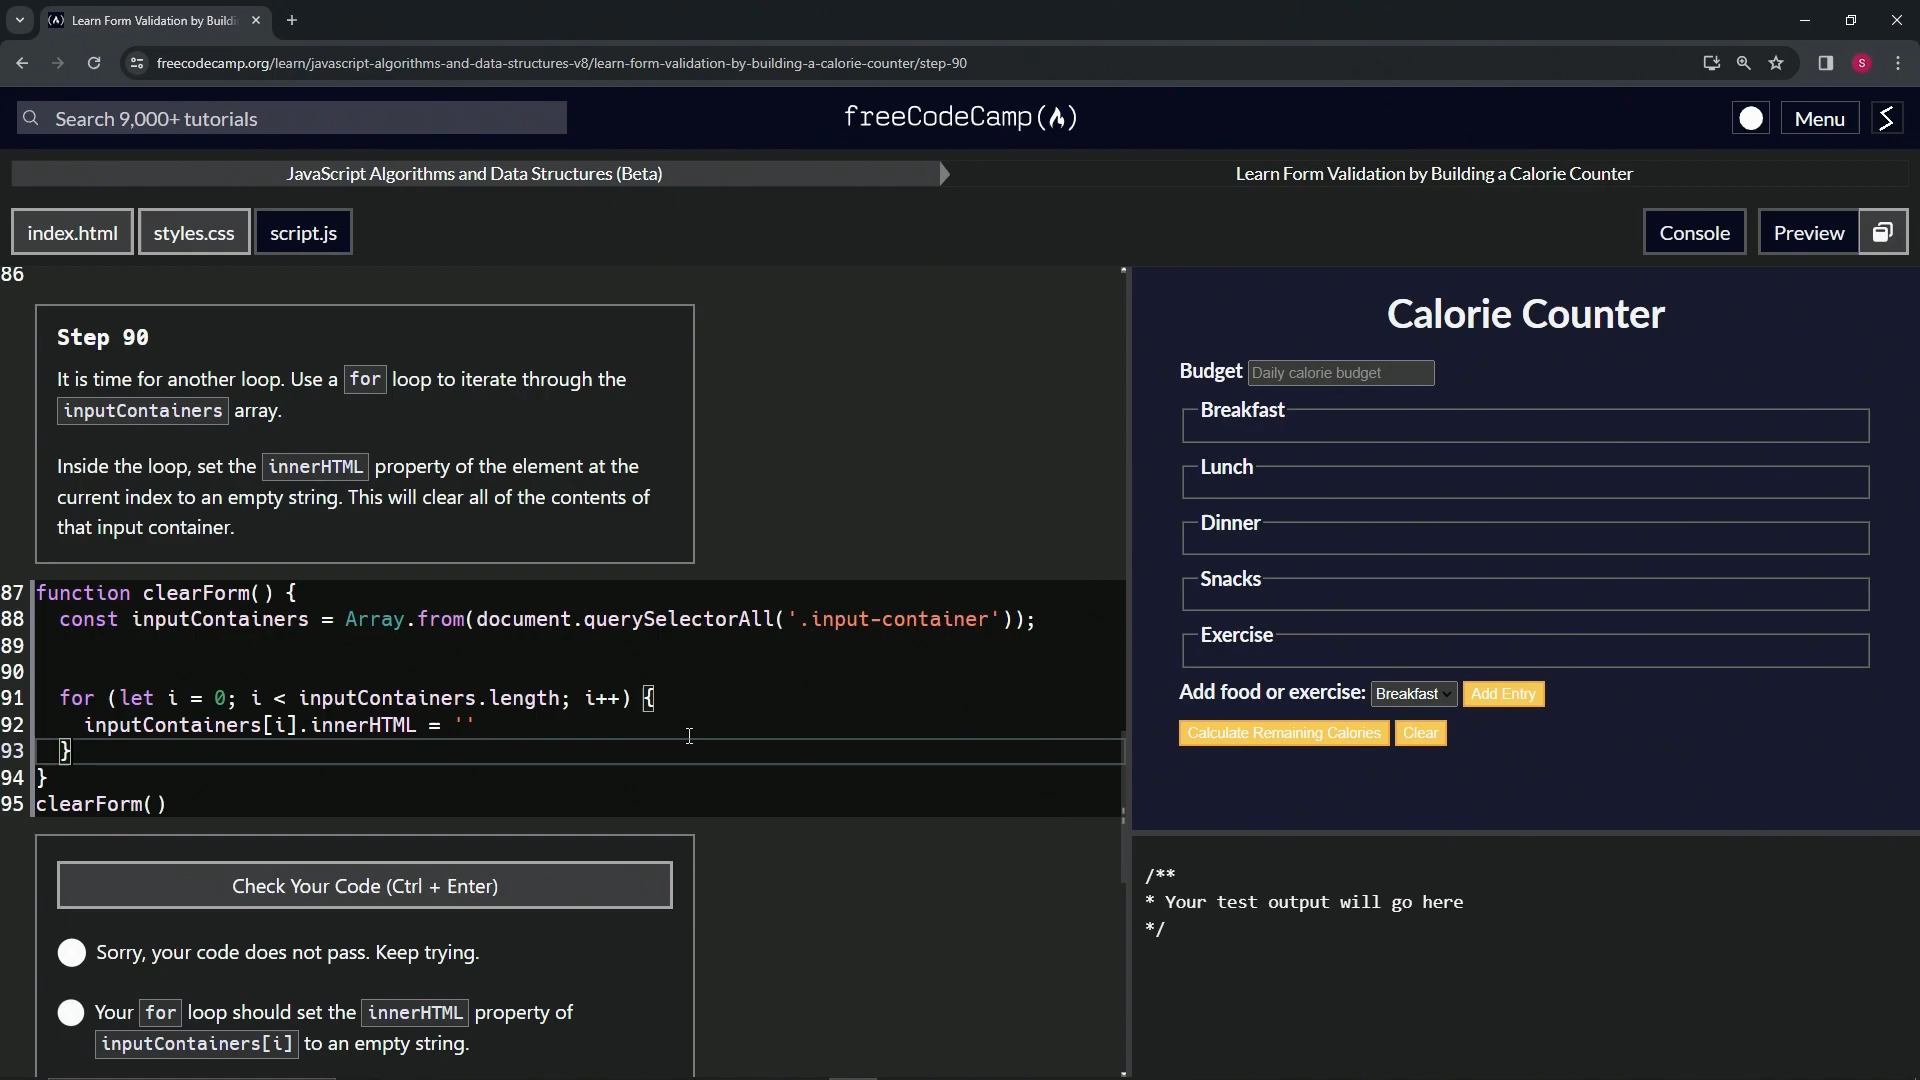 Learn Form Validation by Buildi
freecodecamp.org/learn/javascript-algorithms-and-data-structures-v8/learn-form-validation-by-building-a-calorie-counter/step-90
S
Search 9,000+ tutorials
freeCodeCamp(
Menu
JavaScript Algorithms and Data Structures (Beta)
Learn Form Validation by Building a Calorie Counter
index.html
styles.css
script.js
Console
Preview
86
Step 90
It is time for another loop. Use a for loop to iterate through the
inputContainers array.
Inside the loop, set the innerHTML property of the element at the
current index to an empty string. This will clear all of the contents of
that input container.
87 function clearForm() {
88 const inputContainers = Array.from(document.querySelectorAll('.input-container'));
89
90
91 for (let i = 0; i < inputContainers.length; i++) {
92 inputContainers[i].innerHTML = ''
93 }
94 }
95 clearForm()
Check Your Code (Ctrl + Enter)
Sorry, your code does not pass. Keep trying.
Your for loop should set the innerHTML property of
inputContainers[i] to an empty string.
Calorie Counter
Budget Daily calorie budget
Breakfast
Lunch
Dinner
Snacks
Exercise
Add food or exercise: Breakfast Add Entry
Calculate Remaining Calories Clear
/**
* Your test output will go here
*/